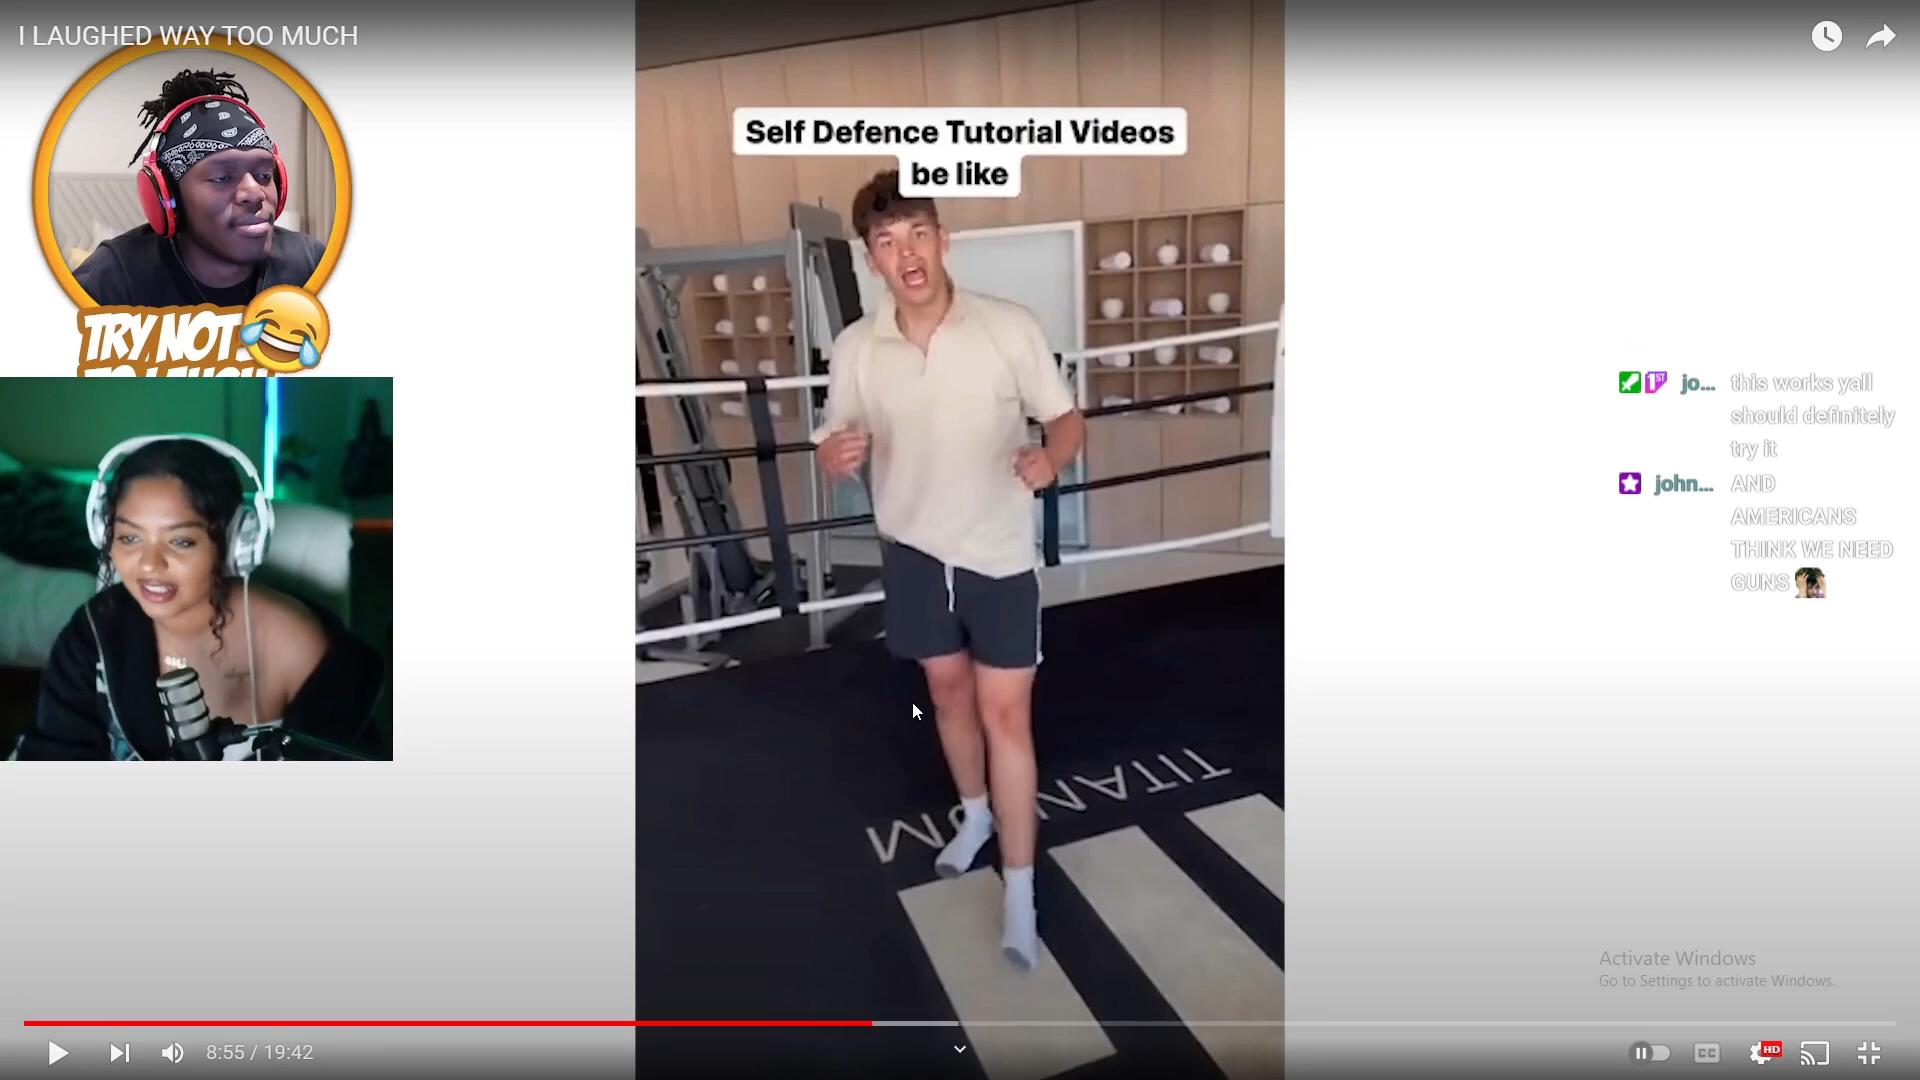 I LAUGHED WAY TOO MUCH
Self Defence Tutorial Videos
be like
TRY NOT
jo... this works yall
should definitely
try it
john... AND
AMERICANS
THINK WE NEED
GUNS
TITANIUM
Activate Windows
Go to Settings to activate Windows.
8:55 / 19:42
CC
HD